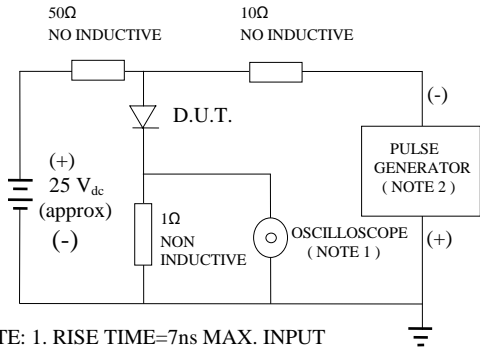 50Ω
NO INDUCTIVE
10Ω
NO INDUCTIVE
D.U.T.
(-)
PULSE
GENERATOR
( NOTE 2 )
(+)
(+)
25 Vdc
(approx)
(-)
1Ω
NON
INDUCTIVE
OSCILLOSCOPE
( NOTE 1 )
TE: 1. RISE TIME=7ns MAX. INPUT